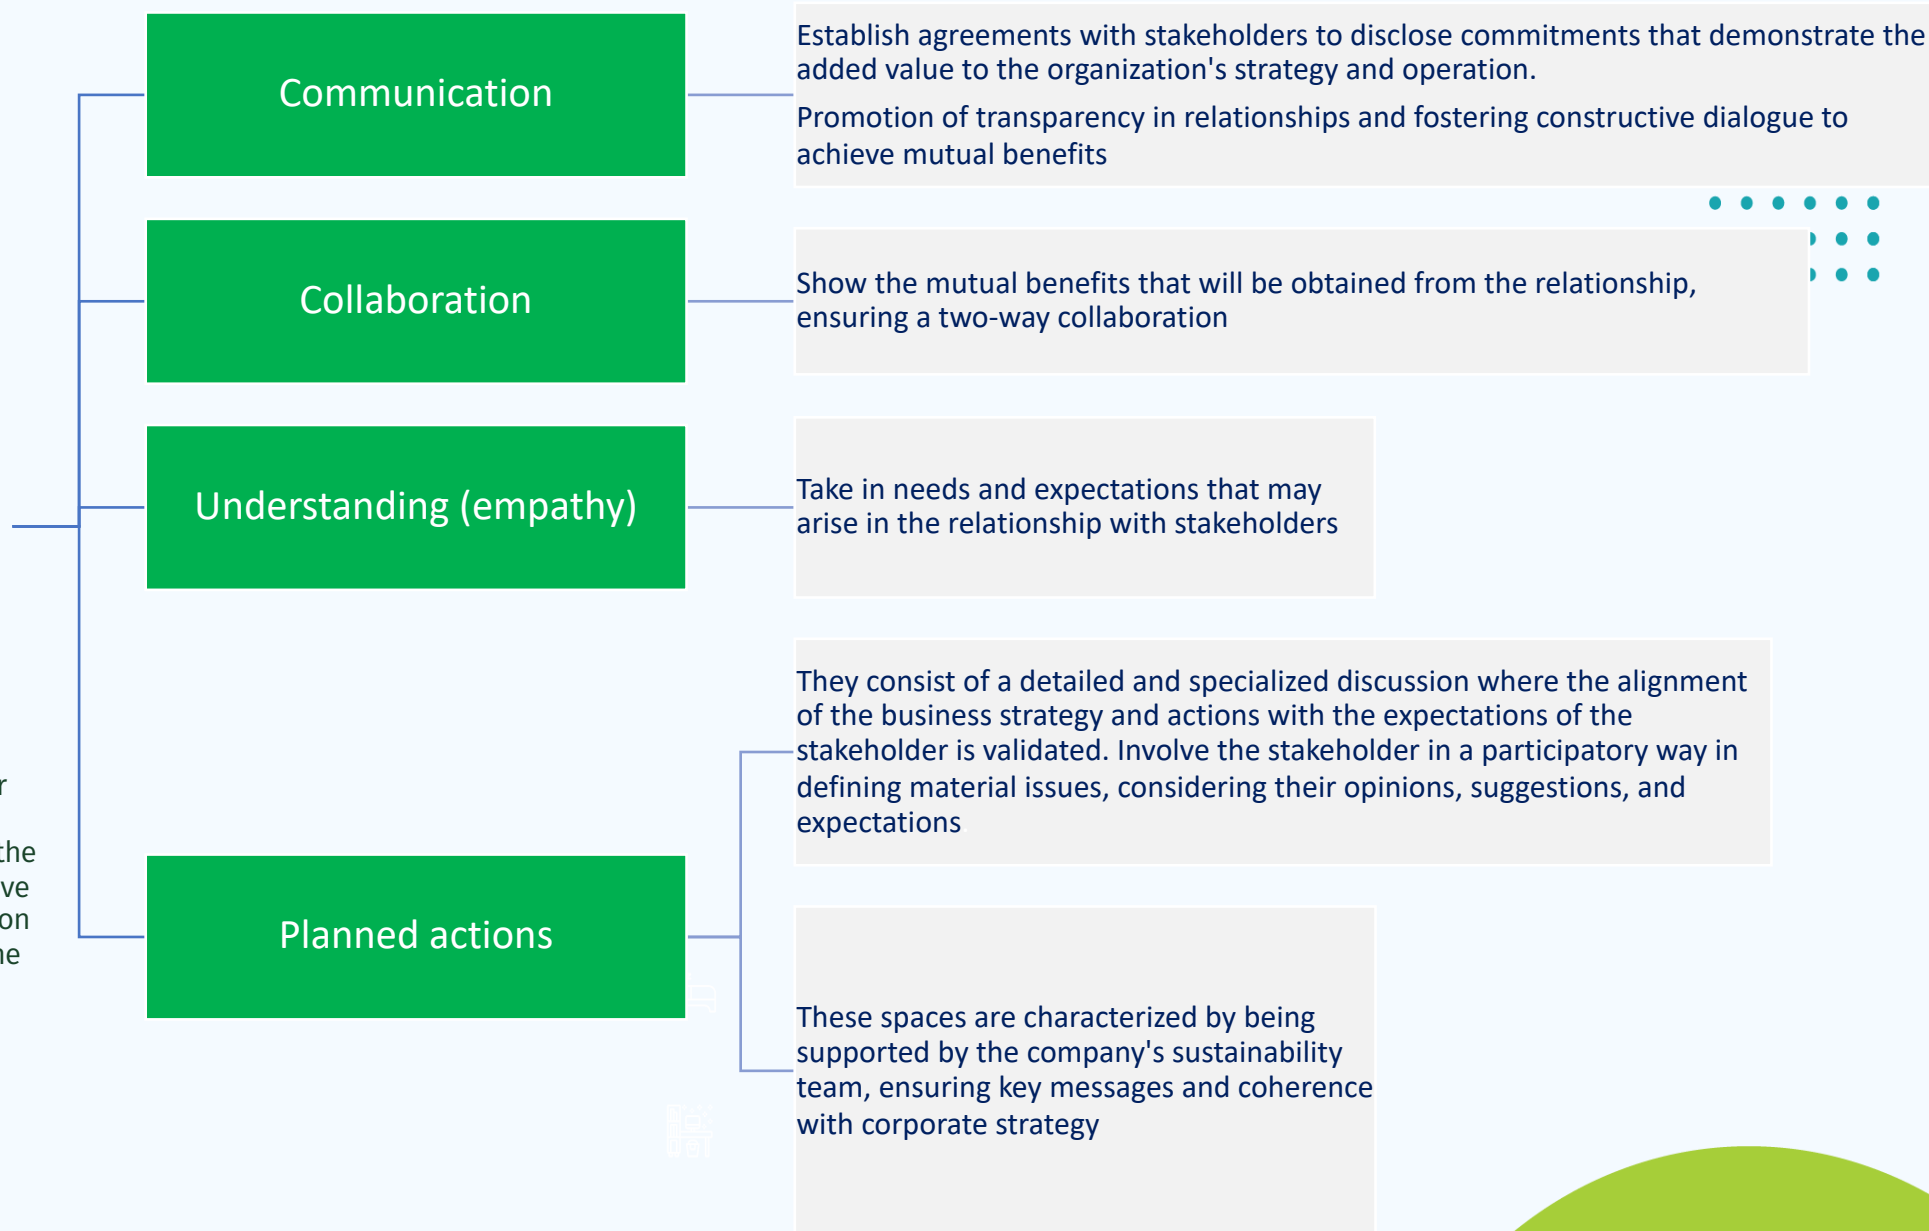 Communication
Establish agreements with stakeholders to disclose commitments that demonstrate the
added value to the organization's strategy and operation.
Promotion of transparency in relationships and fostering constructive dialogue to
achieve mutual benefits
Collaboration
Show the mutual benefits that will be obtained from the relationship,
ensuring a two-way collaboration
Understanding (empathy)
Take in needs and expectations that may
arise in the relationship with stakeholders
They consist of a detailed and specialized discussion where the alignment
of the business strategy and actions with the expectations of the
stakeholder is validated. Involve the stakeholder in a participatory way in
defining material issues, considering their opinions, suggestions, and
expectations
the
Planned actions
These spaces are characterized by being
supported by the company's sustainability
team, ensuring key messages and coherence
with corporate strategy